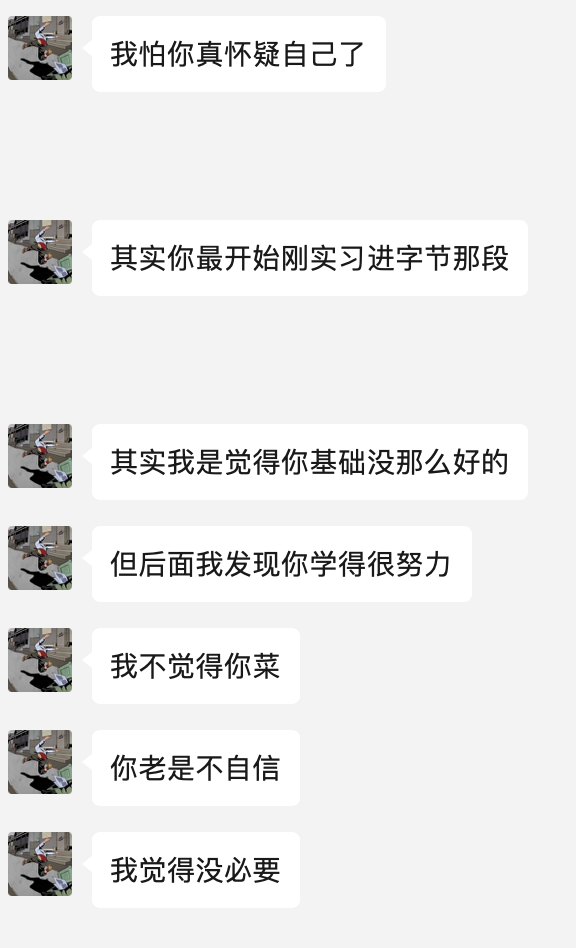 我怕你真怀疑自己了
其实你最开始刚实习进字节那段
其实我是觉得你基础没那么好的
但后面我发现你学得很努力
我不觉得你菜
你老是不自信
我觉得没必要